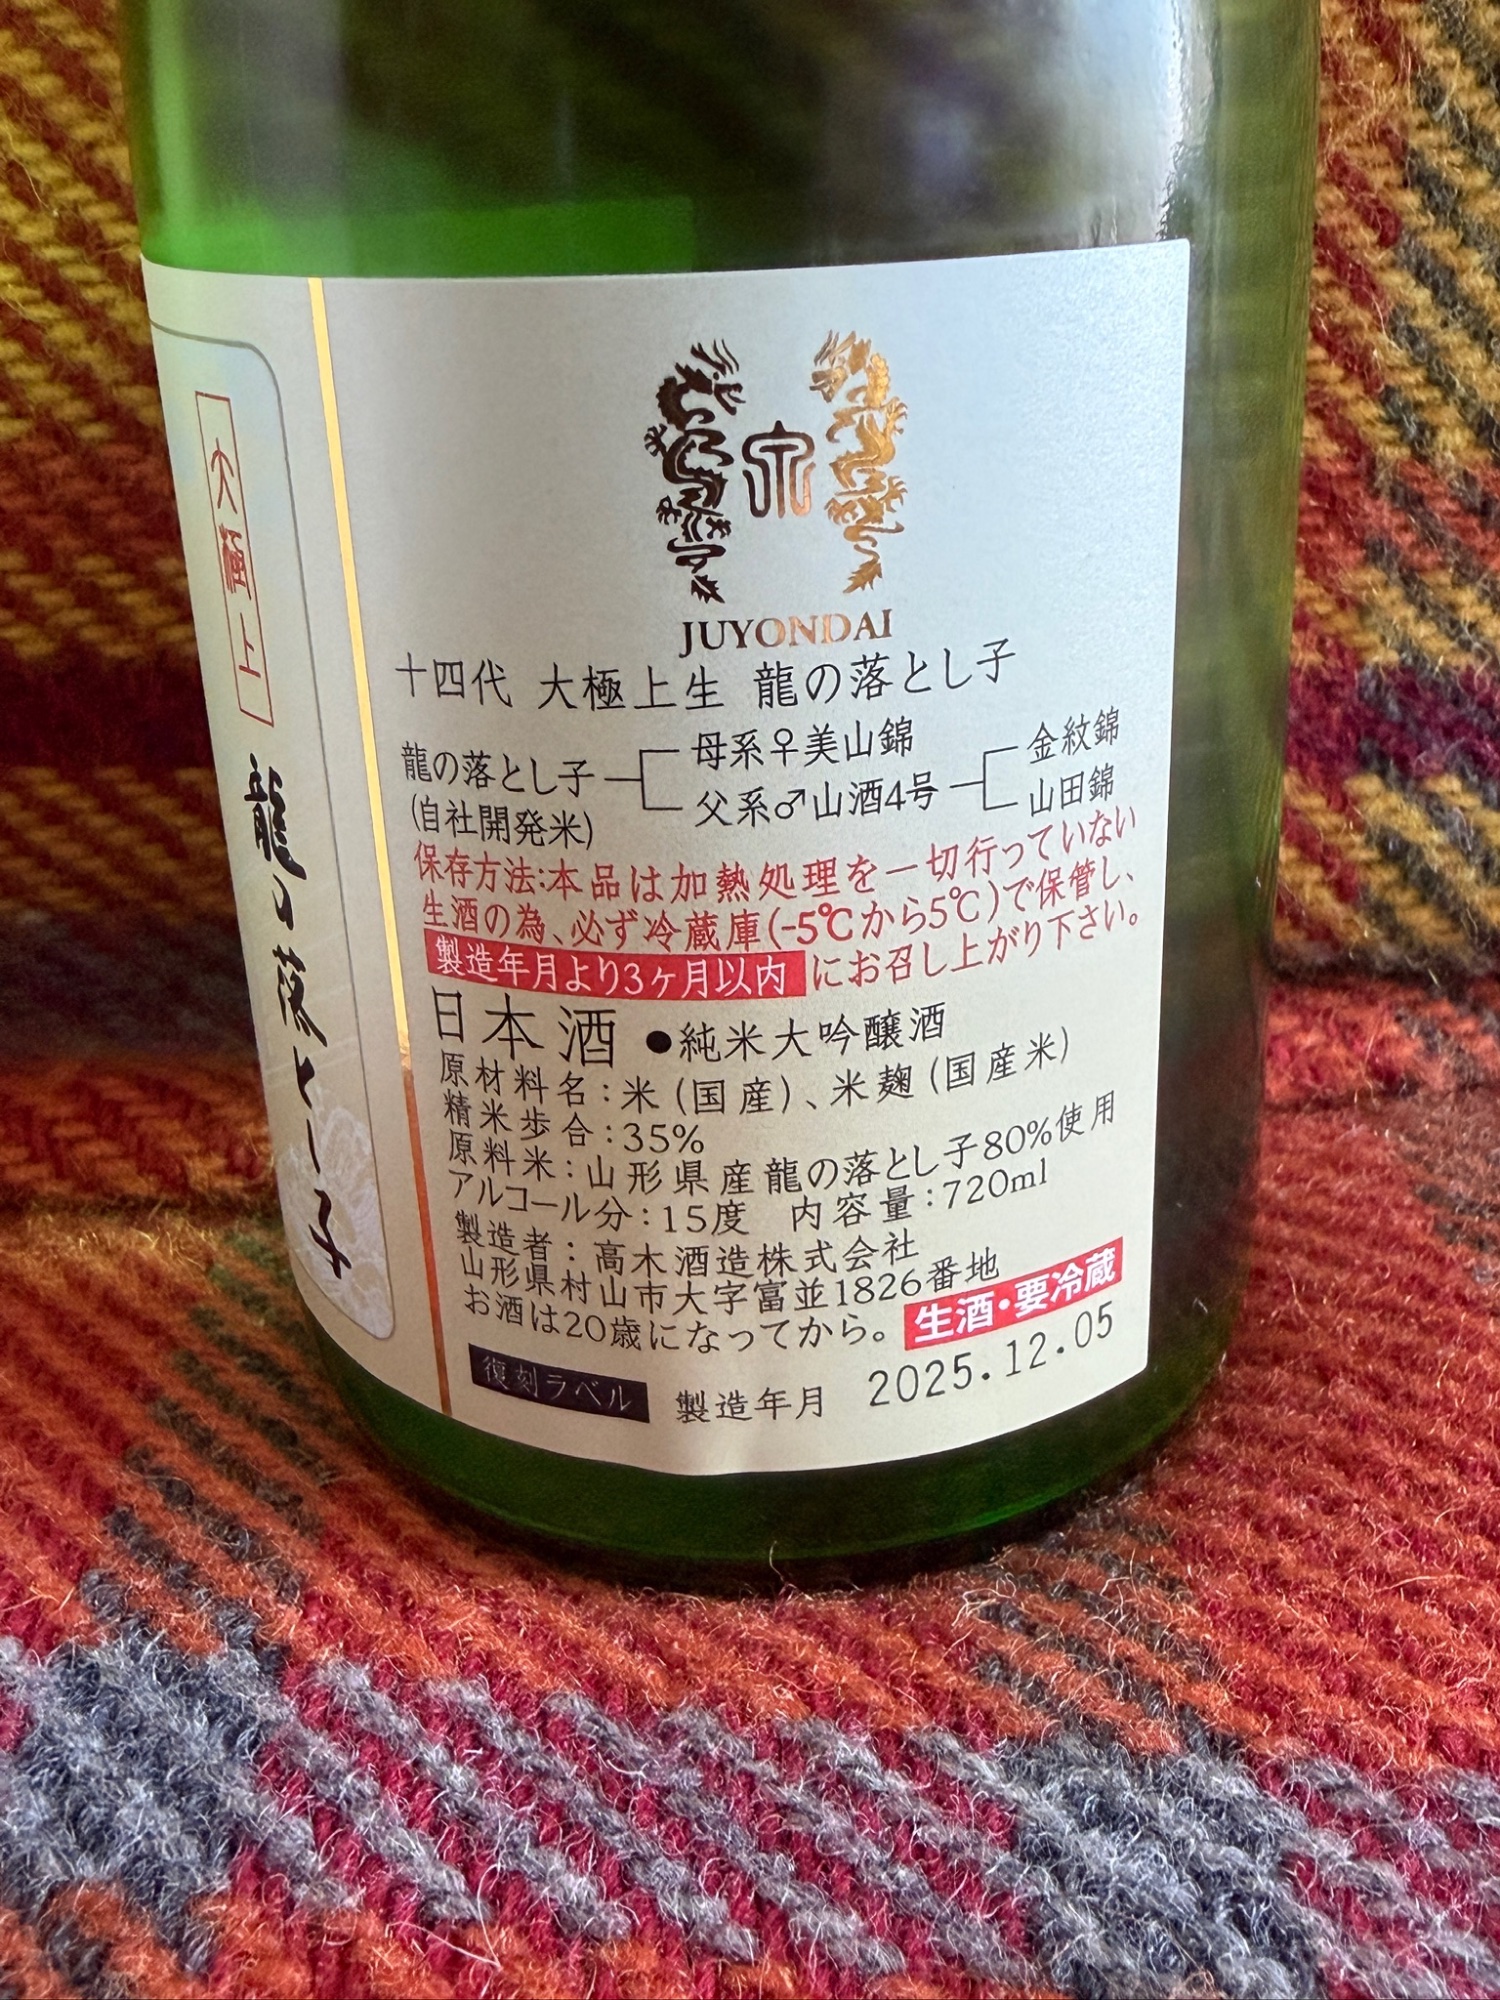 大極上
龍の落とし子
JUYONDAI
十四代 大極上生 龍の落とし子
龍の落とし子
(自社開発米)
母系♀美山錦
父系♂山酒4号
金紋錦
山田錦
保存方法:本品は加熱処理を一切行っていない
生酒の為、必ず冷蔵庫(-5℃から5℃)で保管し、
製造年月より3ヶ月以内にお召し上がり下さい。
日本酒 ●純米大吟醸酒
原材料名:米(国産)、米麹(国産米)
精米歩合:35%
原料米:山形県産龍の落とし子80%使用
アルコール分:15度 内容量:720ml
製造者:高木酒造株式会社
山形県村山市大字富並1826番地
お酒は20歳になってから。 生酒・要冷蔵
復刻ラベル 製造年月 2025.12.05